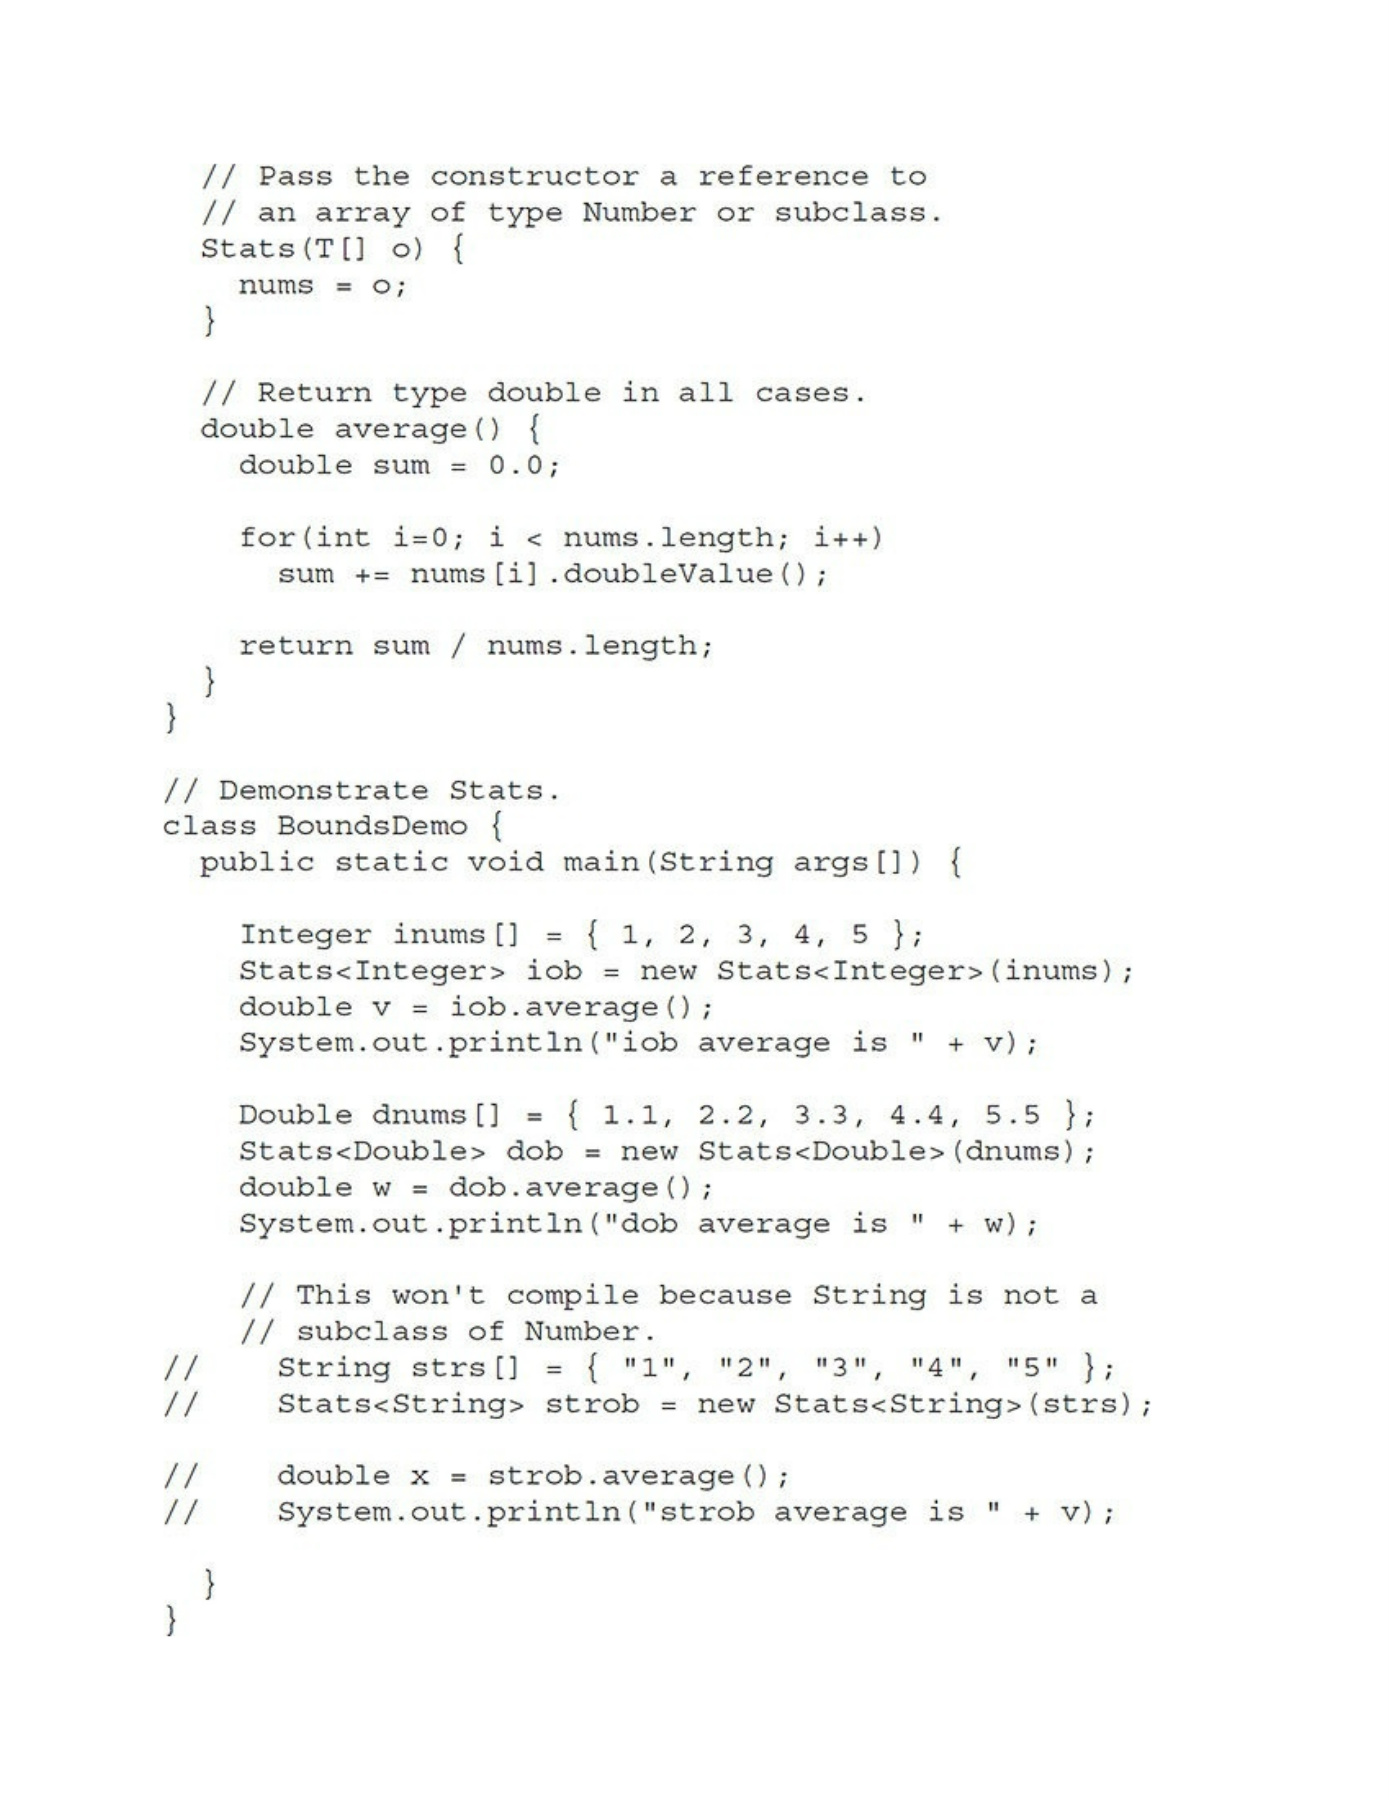 // Pass the constructor a reference to
// an array of type Number or subclass.
Stats(T[] o) {
nums = o;
}
// Return type double in all cases.
double average() {
double sum = 0.0;
for(int i=0; i < nums.length; i++)
sum += nums[i].doubleValue();
return sum / nums.length;
}
}
// Demonstrate Stats.
class BoundsDemo {
public static void main(String args[]) {
Integer inums[] = { 1, 2, 3, 4, 5 };
Stats<Integer> iob = new Stats<Integer>(inums);
double v = iob.average();
System.out.println("iob average is " + v);
Double dnums[] = { 1.1, 2.2, 3.3, 4.4, 5.5 };
Stats<Double> dob = new Stats<Double>(dnums);
double w = dob.average();
System.out.println("dob average is " + w);
// This won't compile because String is not a
// subclass of Number.
// String strs[] = { "1", "2", "3", "4", "5" };
// Stats<String> strob = new Stats<String>(strs);
// double x = strob.average();
// System.out.println("strob average is " + v);
}
}